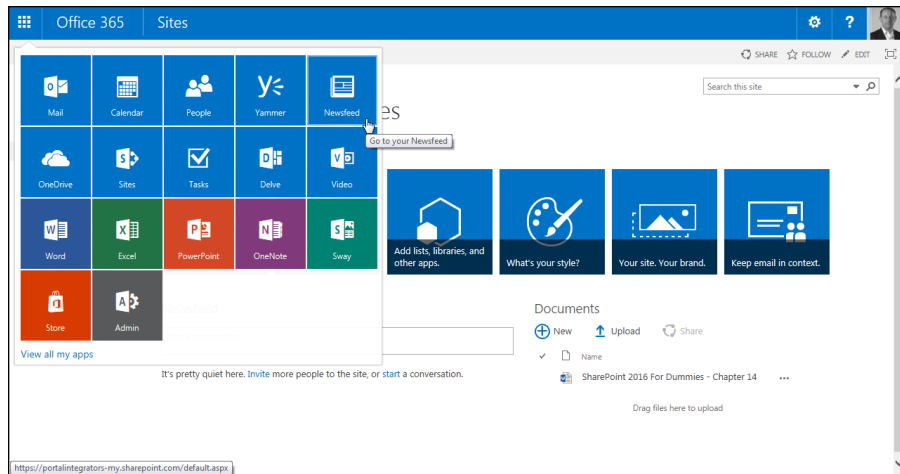 Office 365
Sites
?
SHARE
FOLLOW
EDIT
Search this site
es
Mail
Calendar
People
Yammer
Newsfeed
Go to your Newsfeed
OneDrive
Sites
Tasks
Delve
Video
Word
Excel
PowerPoint
OneNote
Sway
Store
Admin
View all my apps
Add lists, libraries, and
other apps.
What's your style?
Your site. Your brand.
Keep email in context.
Documents
New
Upload
Share
Name
SharePoint 2016 For Dummies - Chapter 14
...
Drag files here to upload
It's pretty quiet here. Invite more people to the site, or start a conversation.
https://portalintegrators-my.sharepoint.com/default.aspx